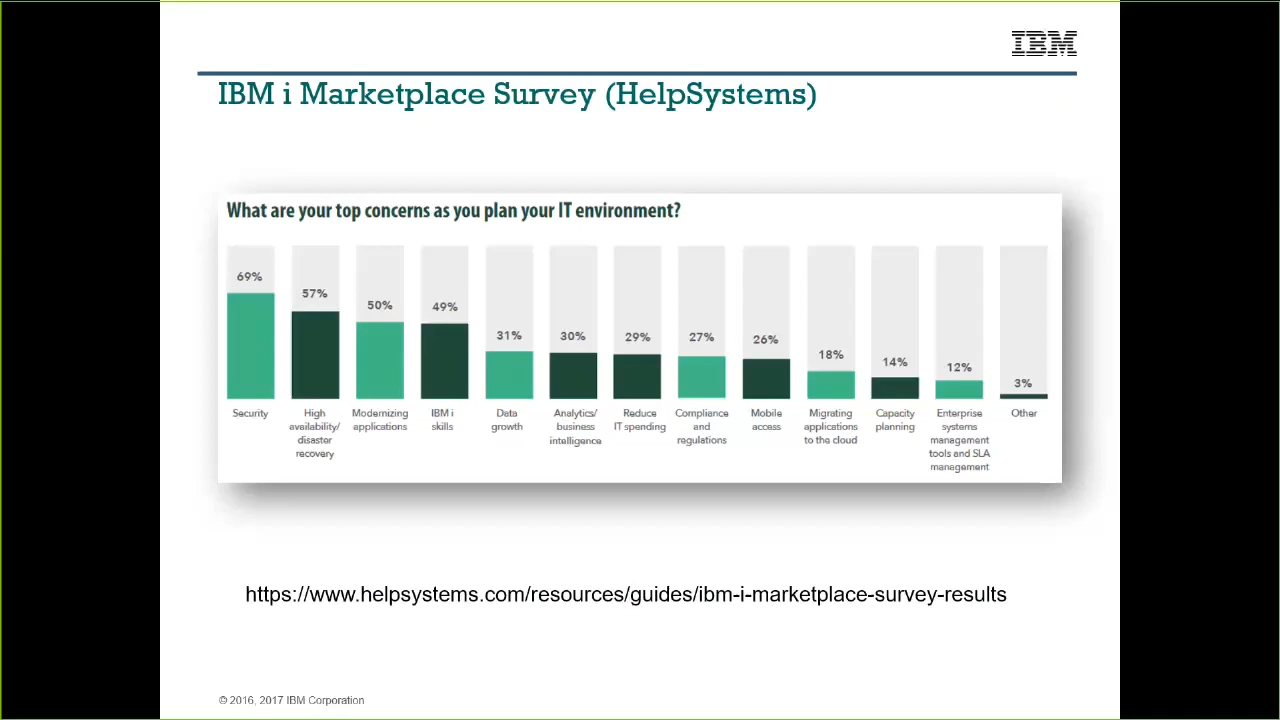 IBM
IBM i Marketplace Survey (HelpSystems)
What are your top concerns as you plan your IT environment?
69%
57%
50%
49%
31%
30%
29%
27%
26%
18%
14%
12%
3%
Security
High
availability/
disaster
recovery
Modernizing
applications
IBM i
skills
Data
growth
Analytics/
business
intelligence
Reduce
IT spending
Compliance
and
regulations
Mobile
access
Migrating
applications
to the cloud
Capacity
planning
Enterprise
systems
management
tools and SLA
management
Other
https://www.helpsystems.com/resources/guides/ibm-i-marketplace-survey-results
© 2016, 2017 IBM Corporation